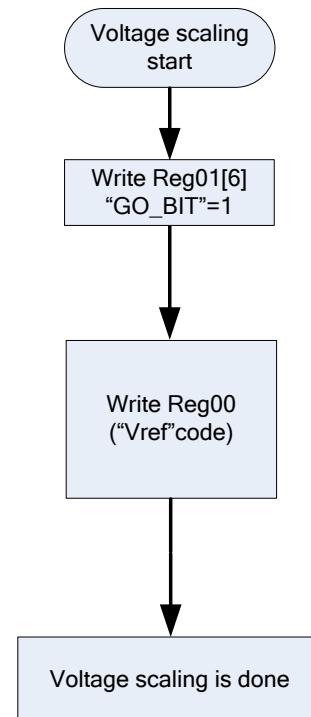 Voltage scaling
start
Write Reg01[6]
“GO_BIT”=1
Write Reg00
(“Vref”code)
Voltage scaling is done